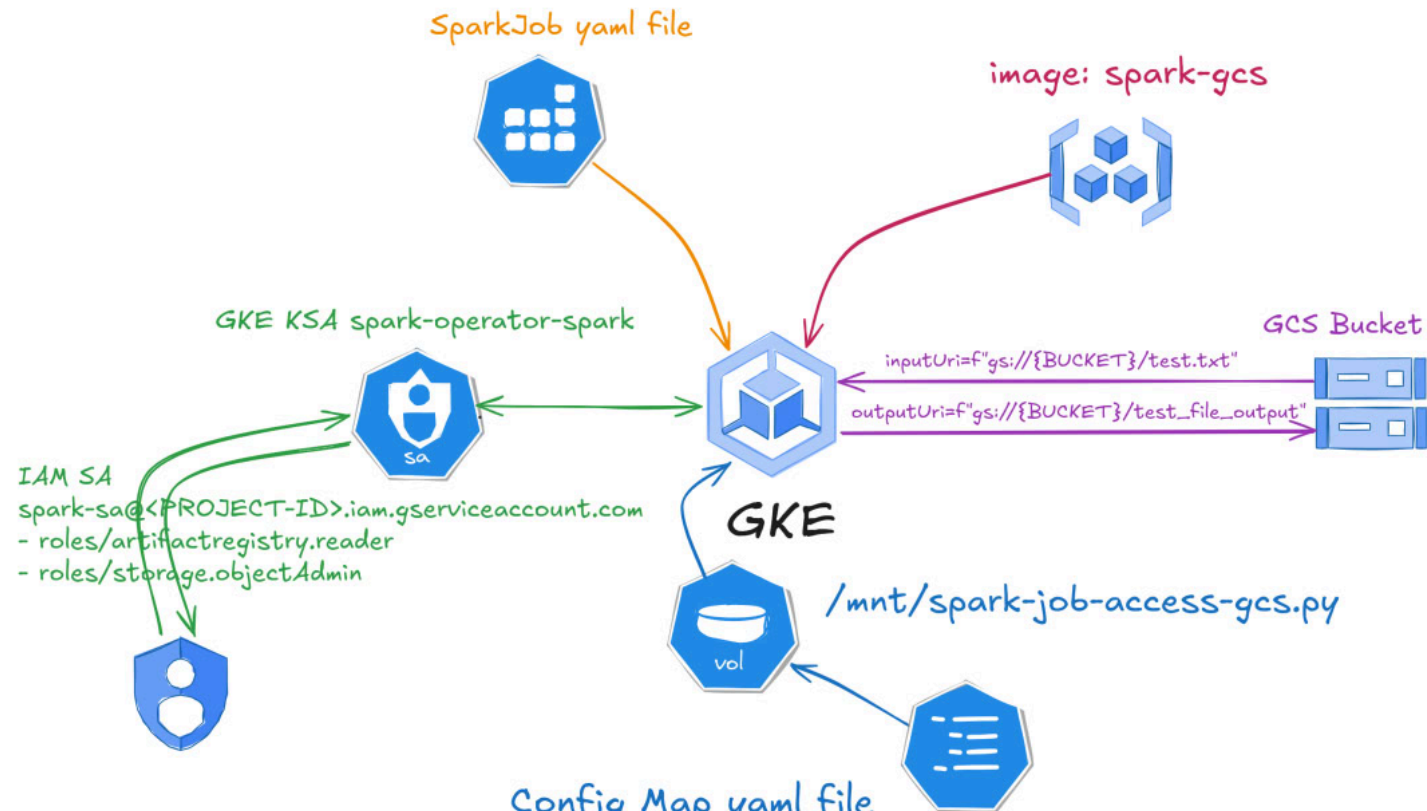 SparkJob yaml file
image: spark-gcs
GKE KSA spark-operator-spark
GCS Bucket
inputUri=f"gs://{BUCKET}/test.txt"
outputUri=f"gs://{BUCKET}/test_file_output"
sa
IAM SA
spark-sa@<PROJECT-ID>.iam.gserviceaccount.com
- roles/artifactregistry.reader
- roles/storage.objectAdmin
GKE
/mnt/spark-job-access-gcs.py
vol
Config Map yaml file